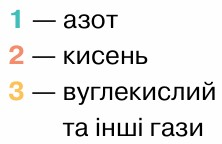 1 — азот
2 — кисень
3 — вуглекислий
та інші гази